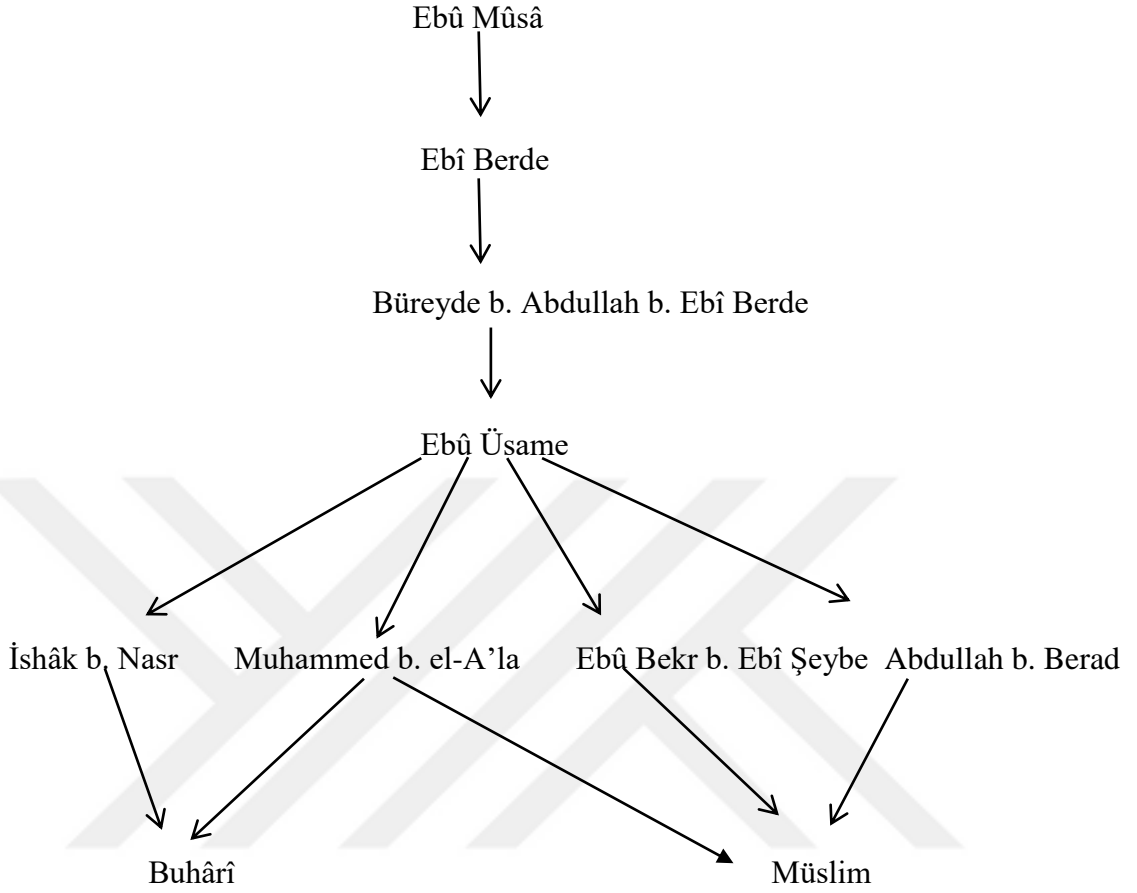 Ebû Mûsâ
Ebî Berde
Büreyde b. Abdullah b. Ebî Berde
Ebû Üsame
İshâk b. Nasr Muhammed b. el-A’la Ebû Bekr b. Ebî Şeybe Abdullah b. Berad
Buhârî Müslim